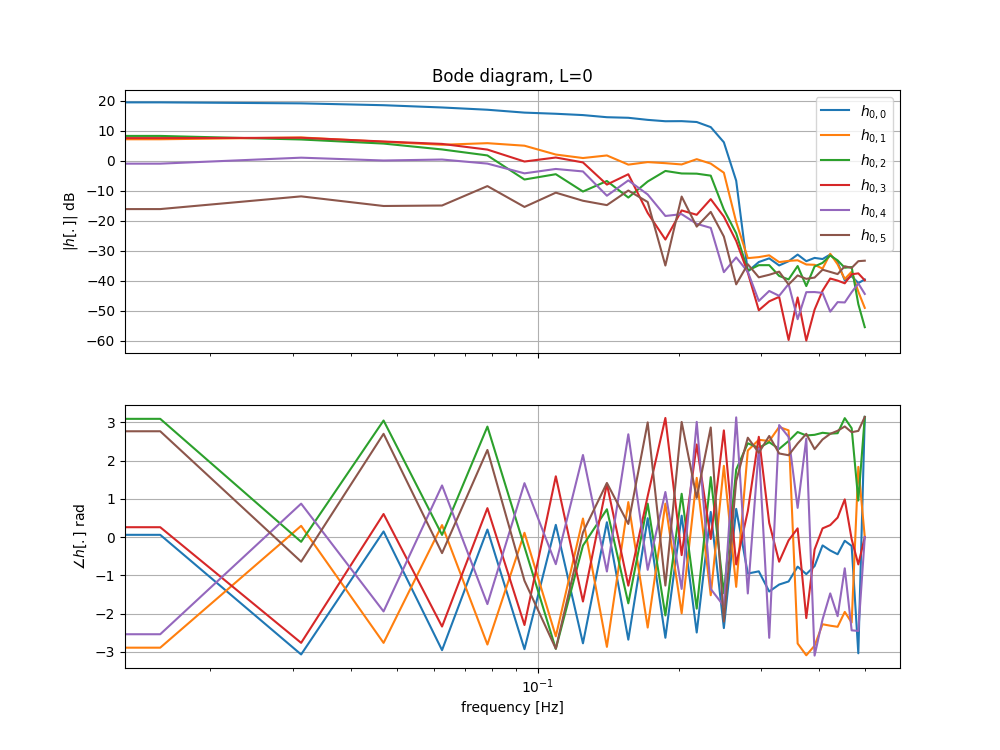 Bode diagram, L=0
|h[.]| dB
20
10
0
−10
−20
−30
−40
−50
−60
h0,0
h0,1
h0,2
h0,3
h0,4
h0,5
∠h[.] rad
3
2
1
0
−1
−2
−3
10⁻¹
frequency [Hz]